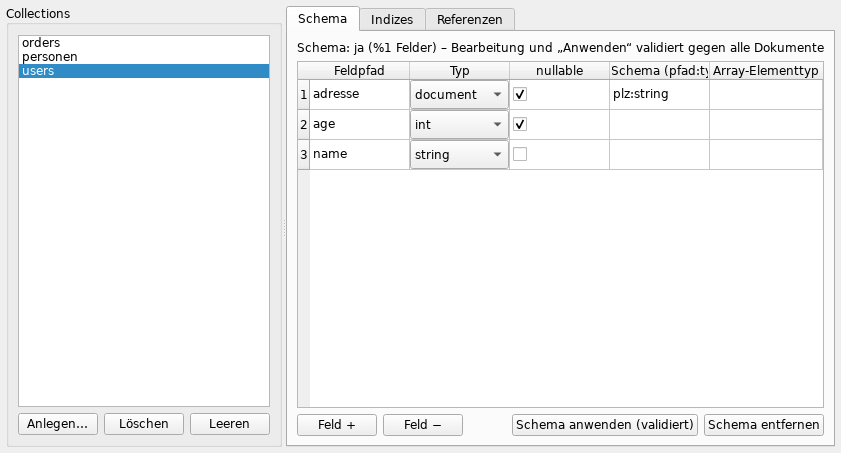 Collections
orders
personen
users
Anlegen...
Löschen
Leeren
Schema
Indizes
Referenzen
Schema: ja (%1 Felder) – Bearbeitung und „Anwenden“ validiert gegen alle Dokumente
Feldpfad Typ nullable Schema (pfad:ty Array-Elementtyp
1 adresse document plz:string
2 age int
3 name string
Feld +
Feld −
Schema anwenden (validiert)
Schema entfernen